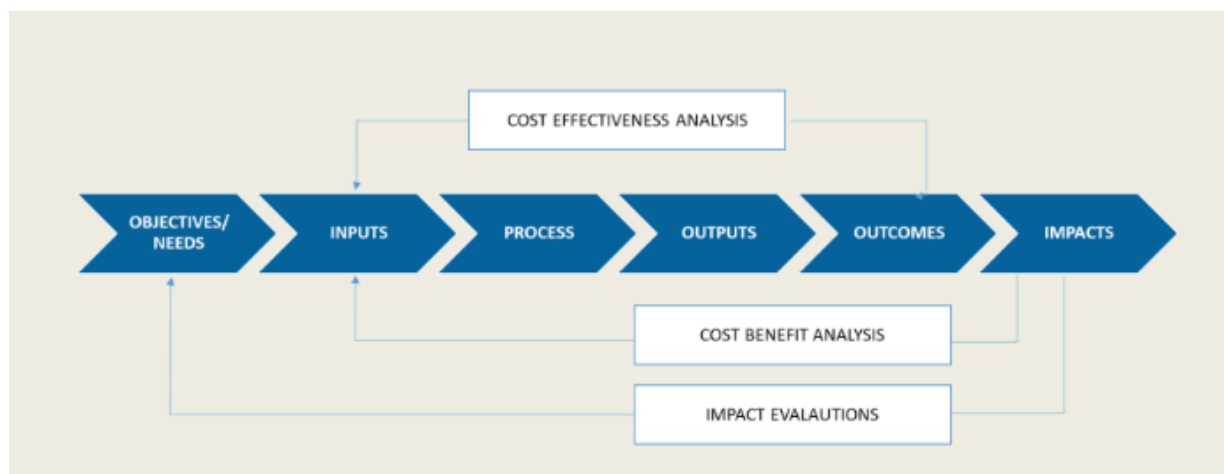 COST EFFECTIVENESS ANALYSIS
OBJECTIVES/
NEEDS
INPUTS
PROCESS
OUTPUTS
OUTCOMES
IMPACTS
COST BENEFIT ANALYSIS
IMPACT EVALAUTIONS